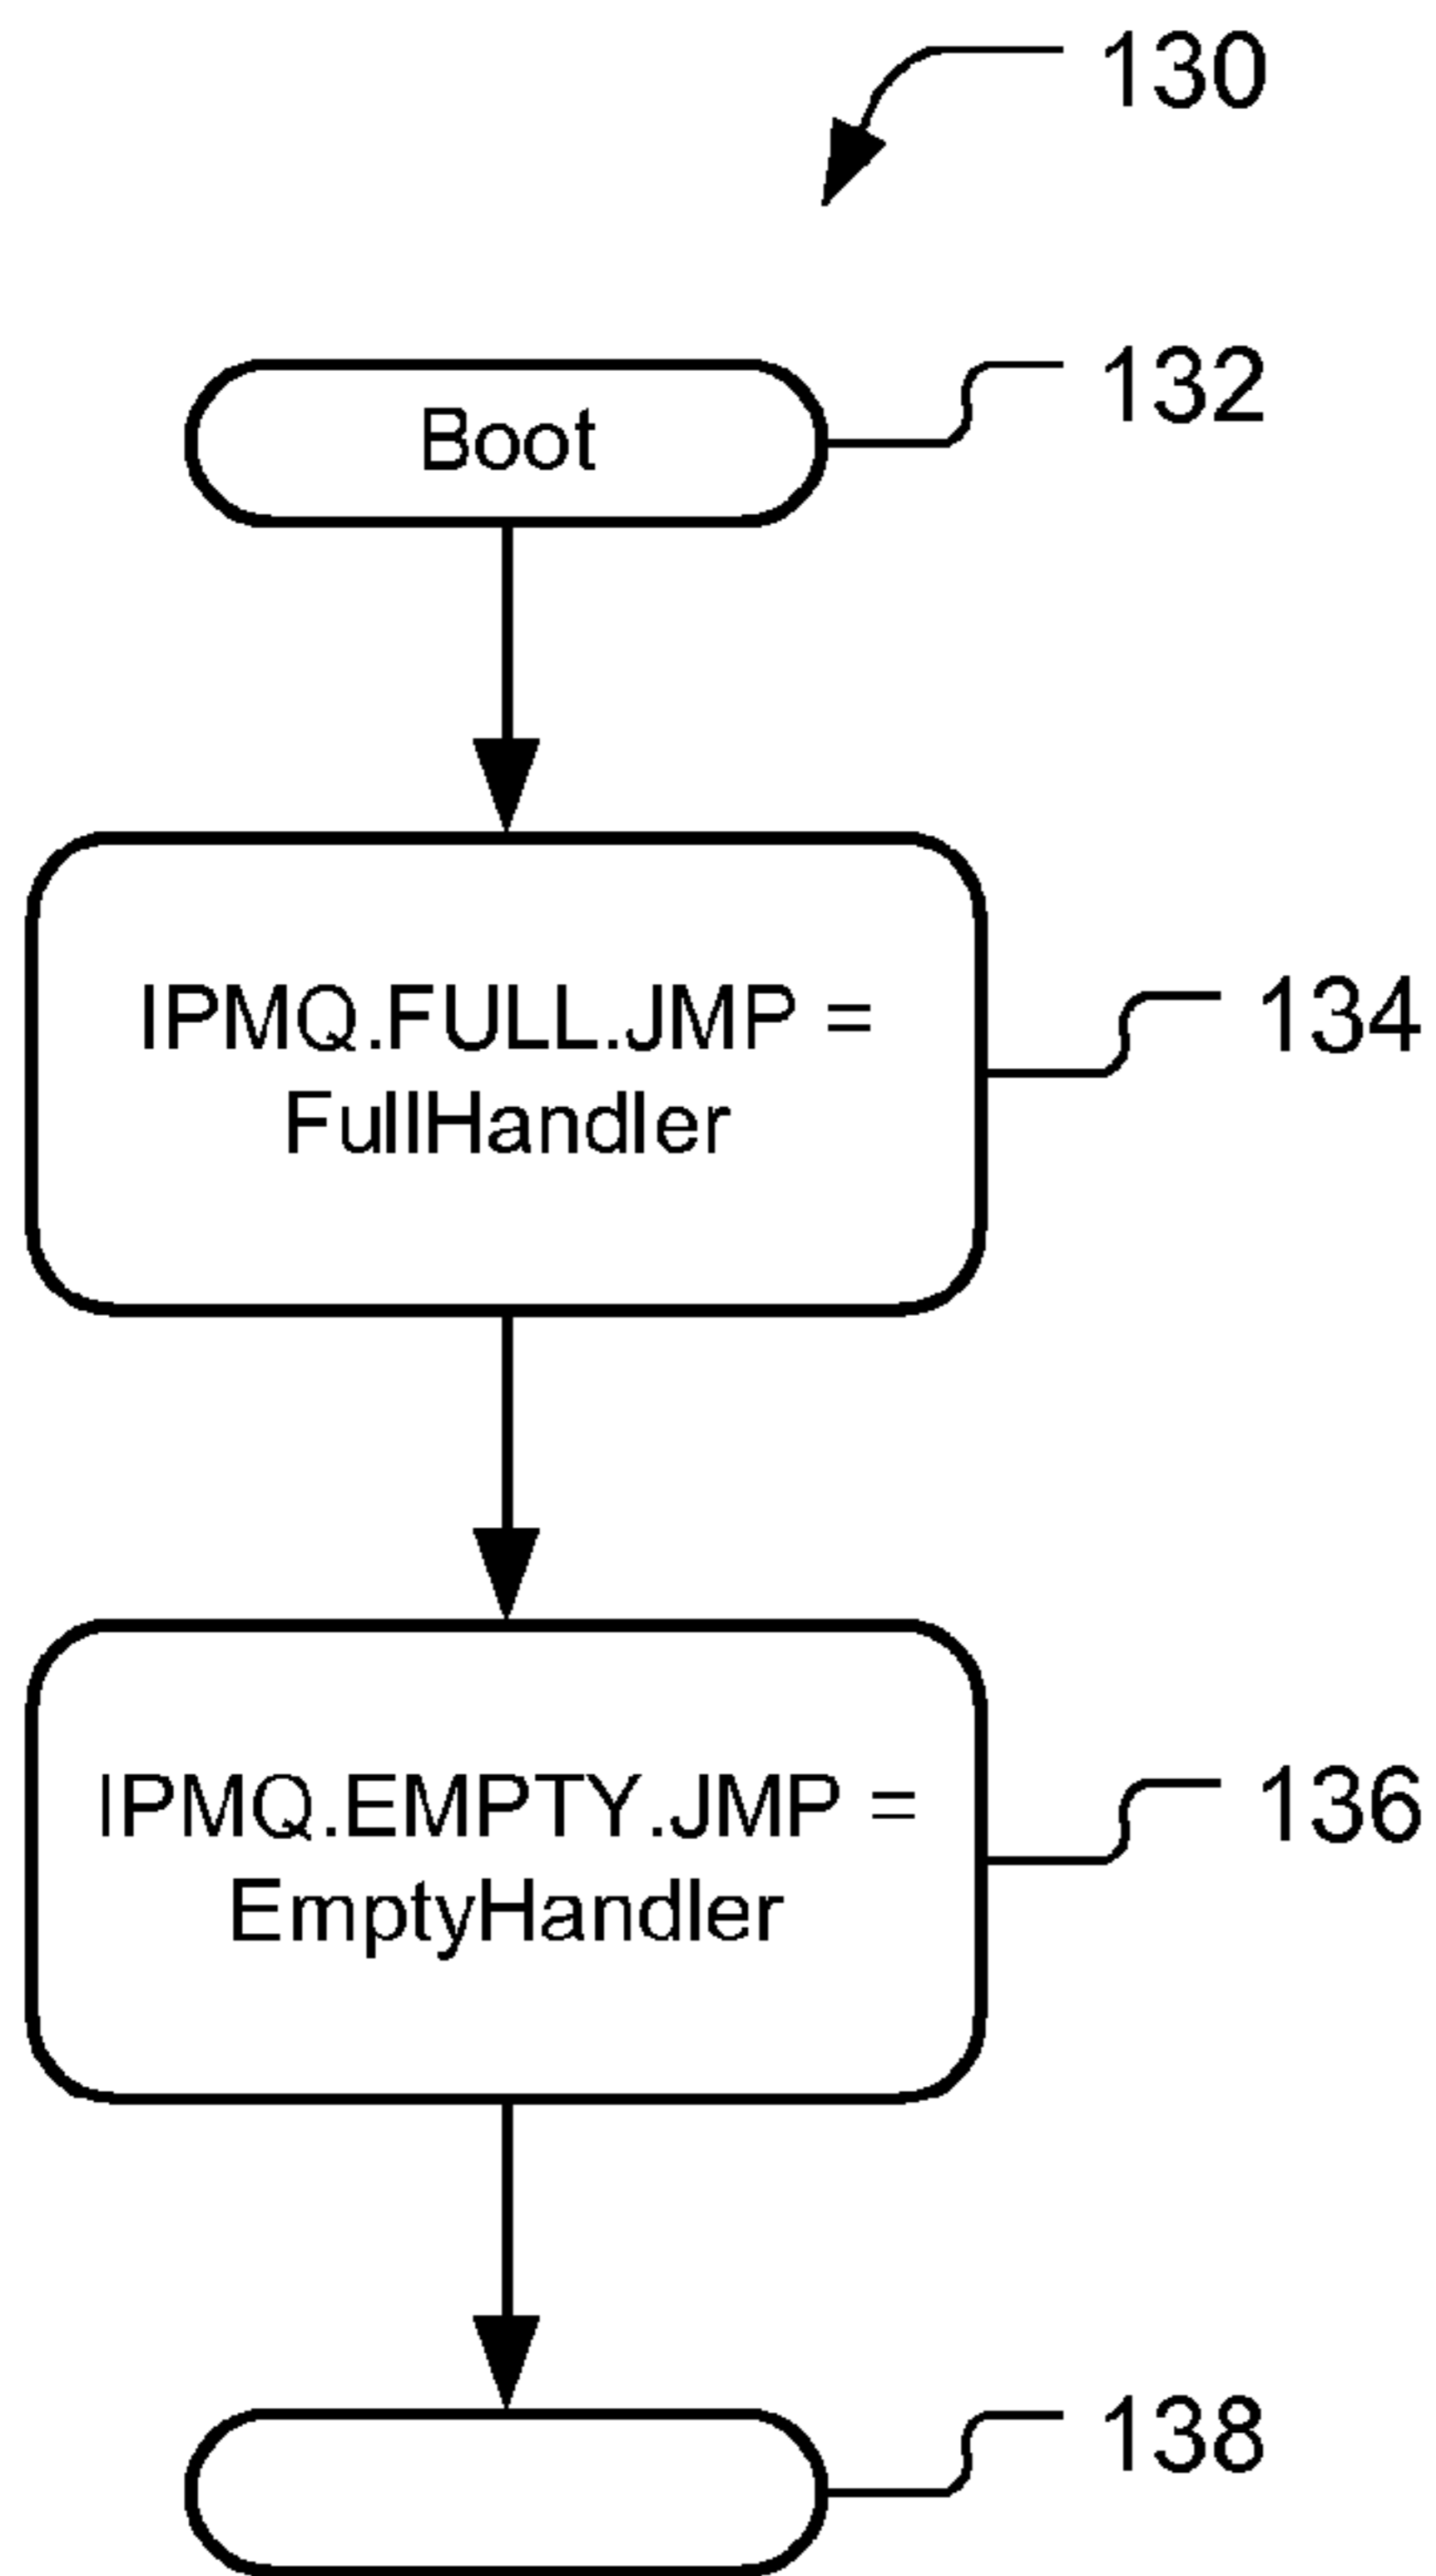 130
Boot
132
IPMQ.FULL.JMP =
FullHandler
134
IPMQ.EMPTY.JMP =
EmptyHandler
136
138